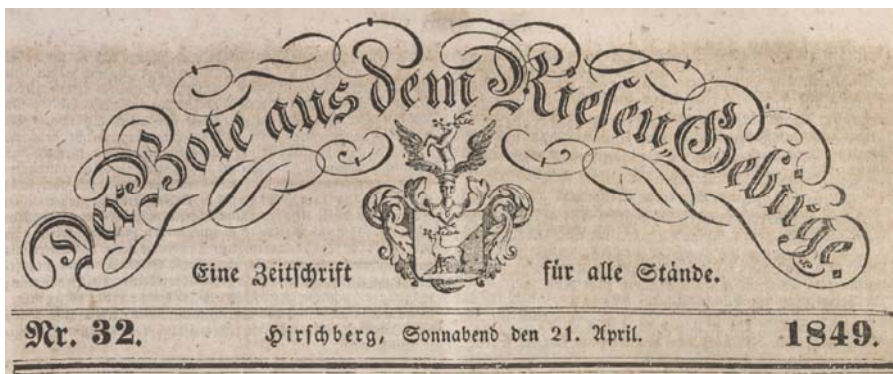 Der Bote aus dem Riesen-Gebirge.
Eine Zeitschrift für alle Stände.
Nr. 32. Hirschberg, Sonnabend den 21. April. 1849.